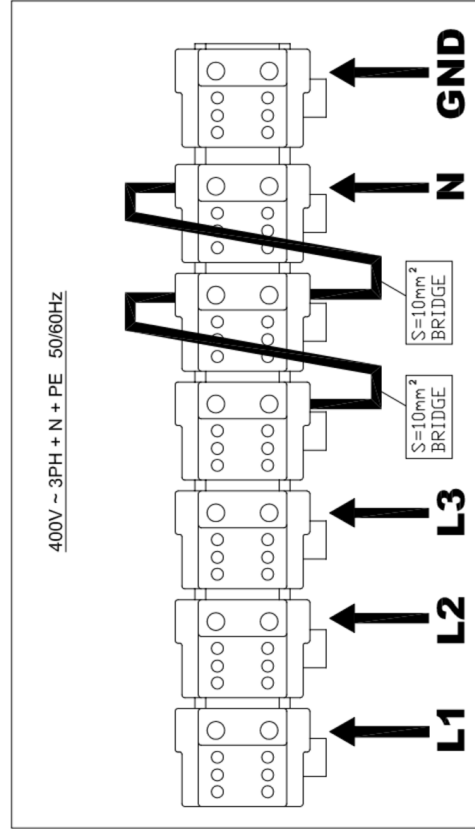 400V ~ 3PH + N + PE 50/60Hz
S=10mm²
BRIDGE
S=10mm²
BRIDGE
L1
L2
L3
N
GND